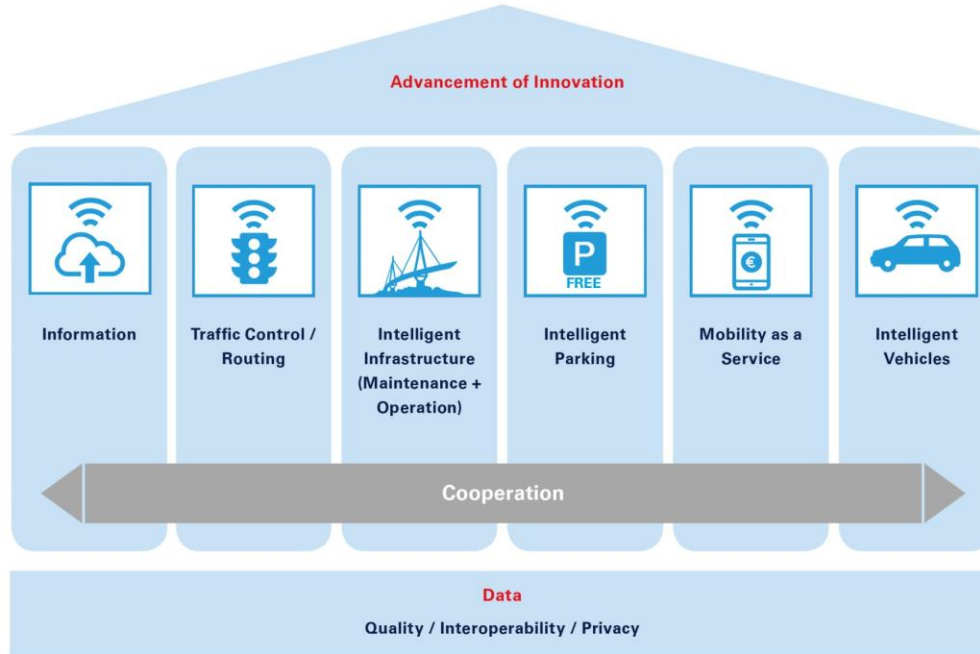 Advancement of Innovation
P
FREE
€
Information
Traffic Control /
Routing
Intelligent
Infrastructure
(Maintenance +
Operation)
Intelligent
Parking
Mobility as a
Service
Intelligent
Vehicles
Cooperation
Data
Quality / Interoperability / Privacy